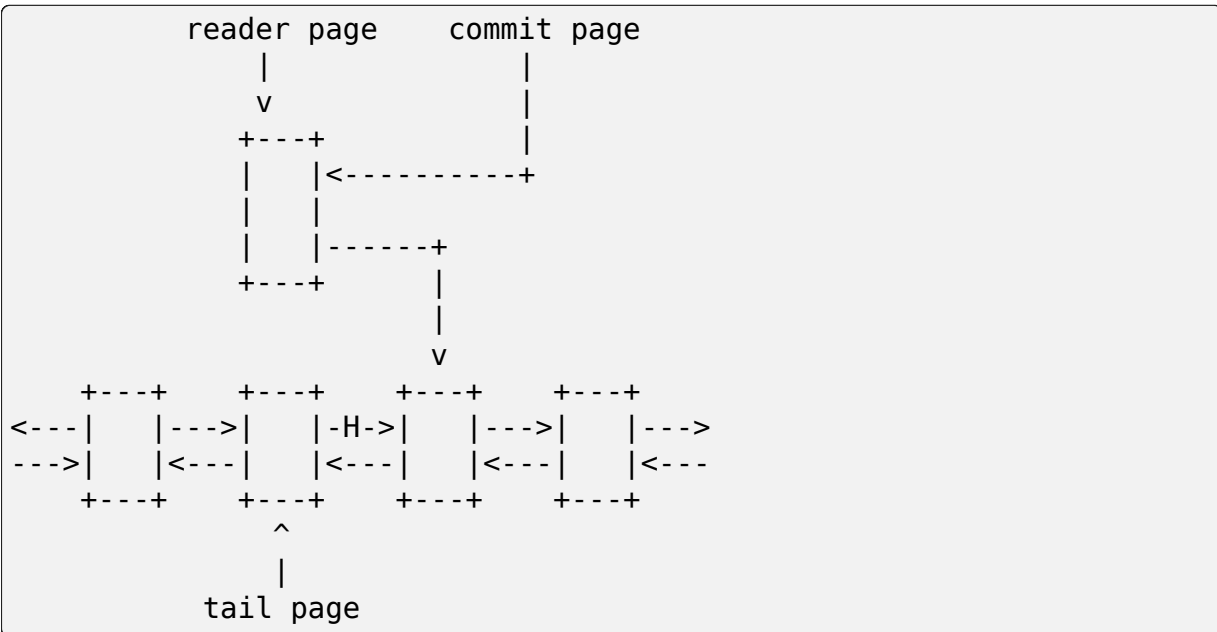 reader page    commit page
                |                |
                v                |
               +---+             |
               |   |<------------+
               |   |
               |   |-------+
               +---+       |
                           |
                           v
     +---+     +---+     +---+     +---+
<---|   |--->|   |-H->|   |--->|   |--->
--->|   |<---|   |<---|   |<---|   |<---
     +---+     +---+     +---+     +---+
                 ^
                 |
            tail page